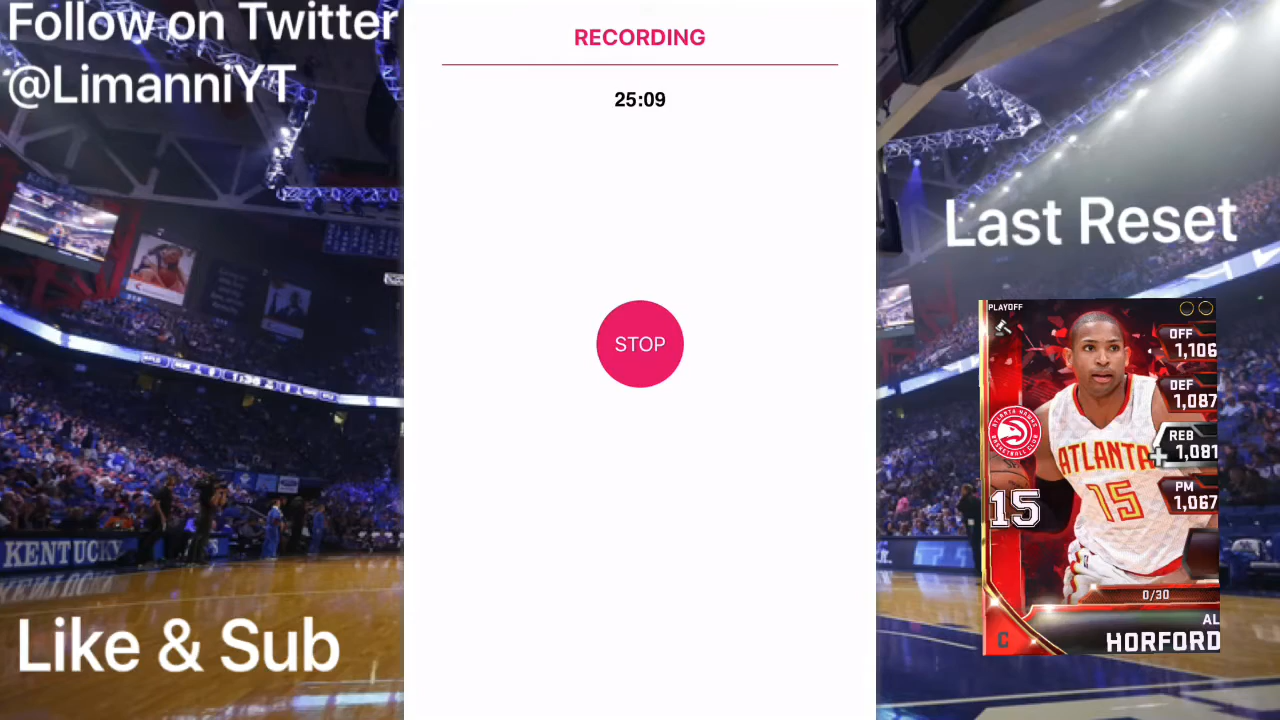 Follow on Twitter
@LimanniYT
RECORDING
25:09
STOP
Last Reset
PLAYOFF
OFF
1,106
DEF
1,087
REB
1,081
PM
1,067
ATLANTA
15
15
0/30
AL
C
HORFORD
KENTUCKY
Like & Sub